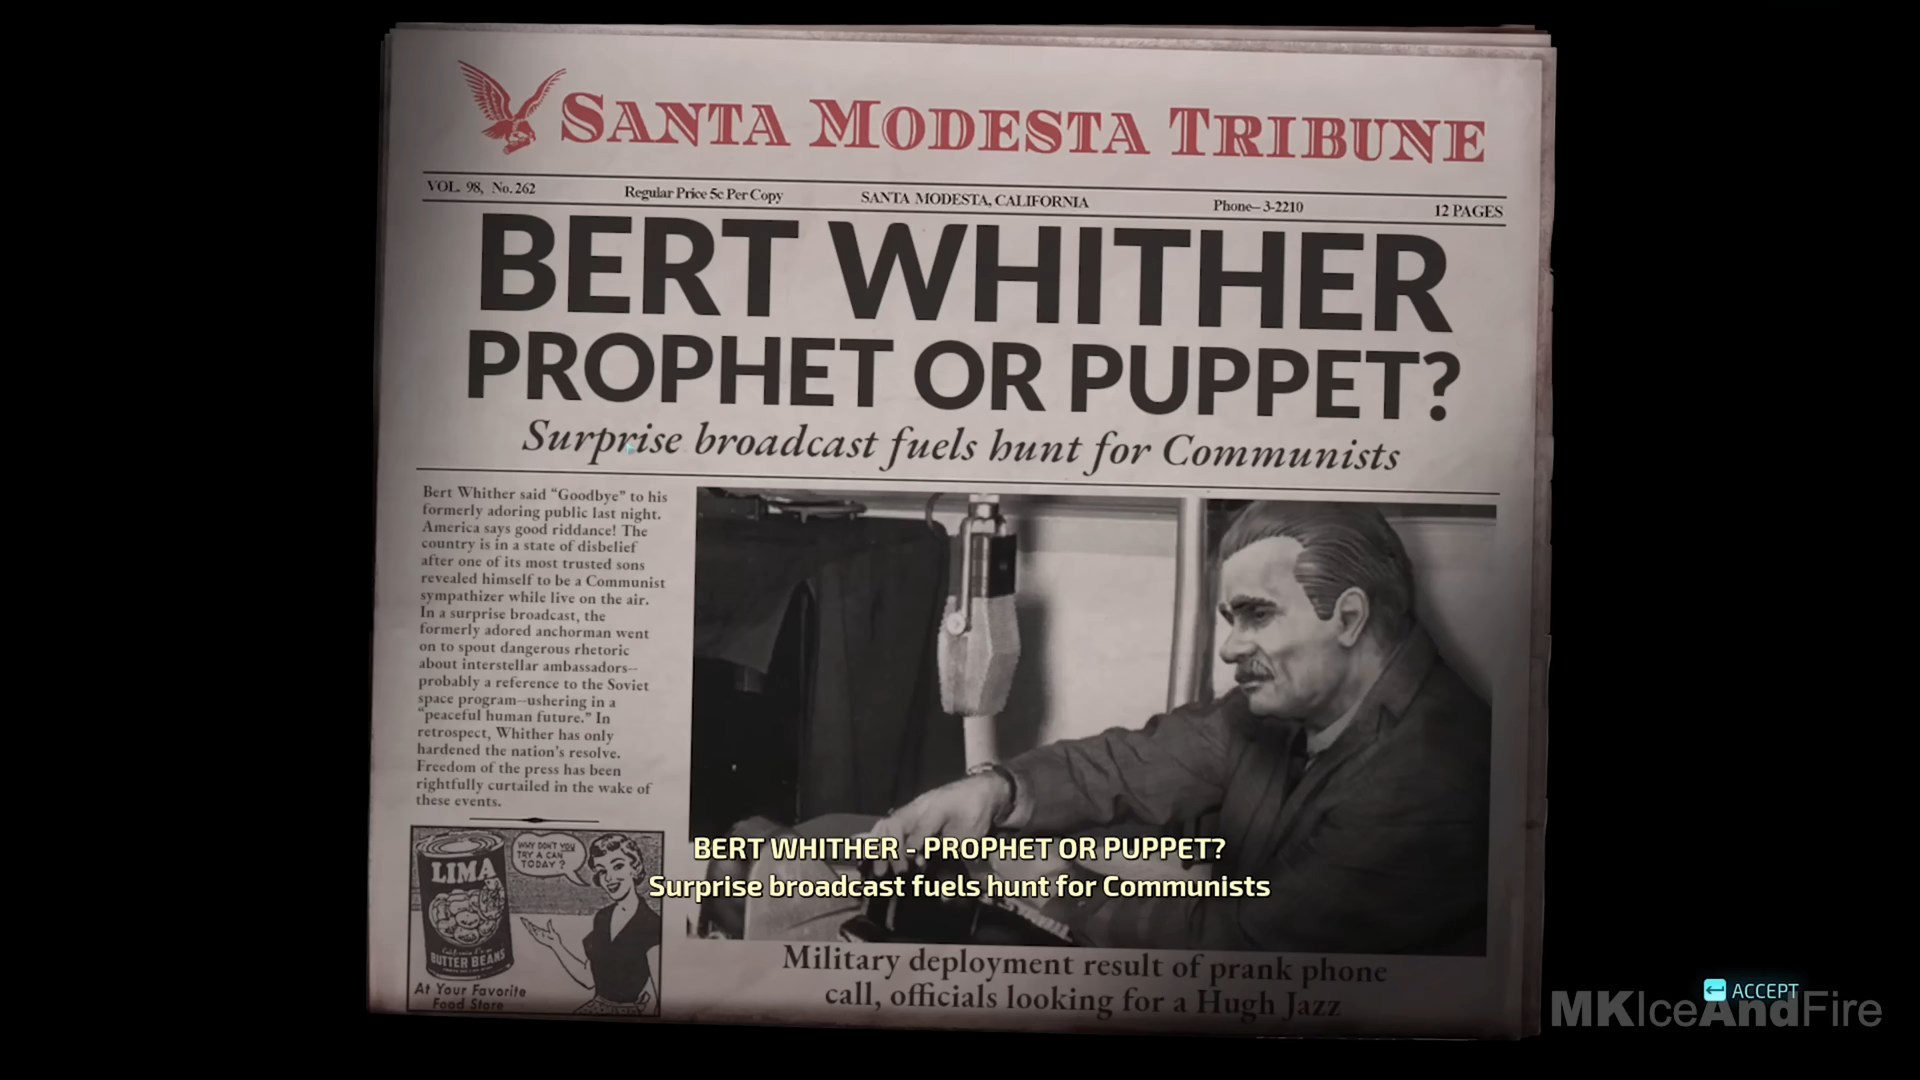 SANTA MODESTA TRIBUNE
VOL. 98, No. 262 Regular Price 5c Per Copy SANTA MODESTA, CALIFORNIA Phone– 3-2210 12 PAGES
BERT WHITHER
PROPHET OR PUPPET?
Surprise broadcast fuels hunt for Communists
Bert Whither said “Goodbye” to his
formerly adoring public last night.
America says good riddance! The
country is in a state of disbelief
after one of its most trusted sons
revealed himself to be a Communist
sympathizer while live on the air.
In a surprise broadcast, the
formerly adored anchorman went
on to spout dangerous rhetoric
about interstellar ambassadors–
probably a reference to the Soviet
space program–ushering in a
“peaceful human future.” In
retrospect, Whither has only
hardened the nation’s resolve.
Freedom of the press has been
rightfully curtailed in the wake of
these events.
WHY DON'T YOU
TRY A CAN
TODAY?
LIMA
BUTTER BEANS
At Your Favorite
Food Store
BERT WHITHER - PROPHET OR PUPPET?
Surprise broadcast fuels hunt for Communists
Military deployment result of prank phone
call, officials looking for a Hugh Jazz
ACCEPT
MKIceAndFire